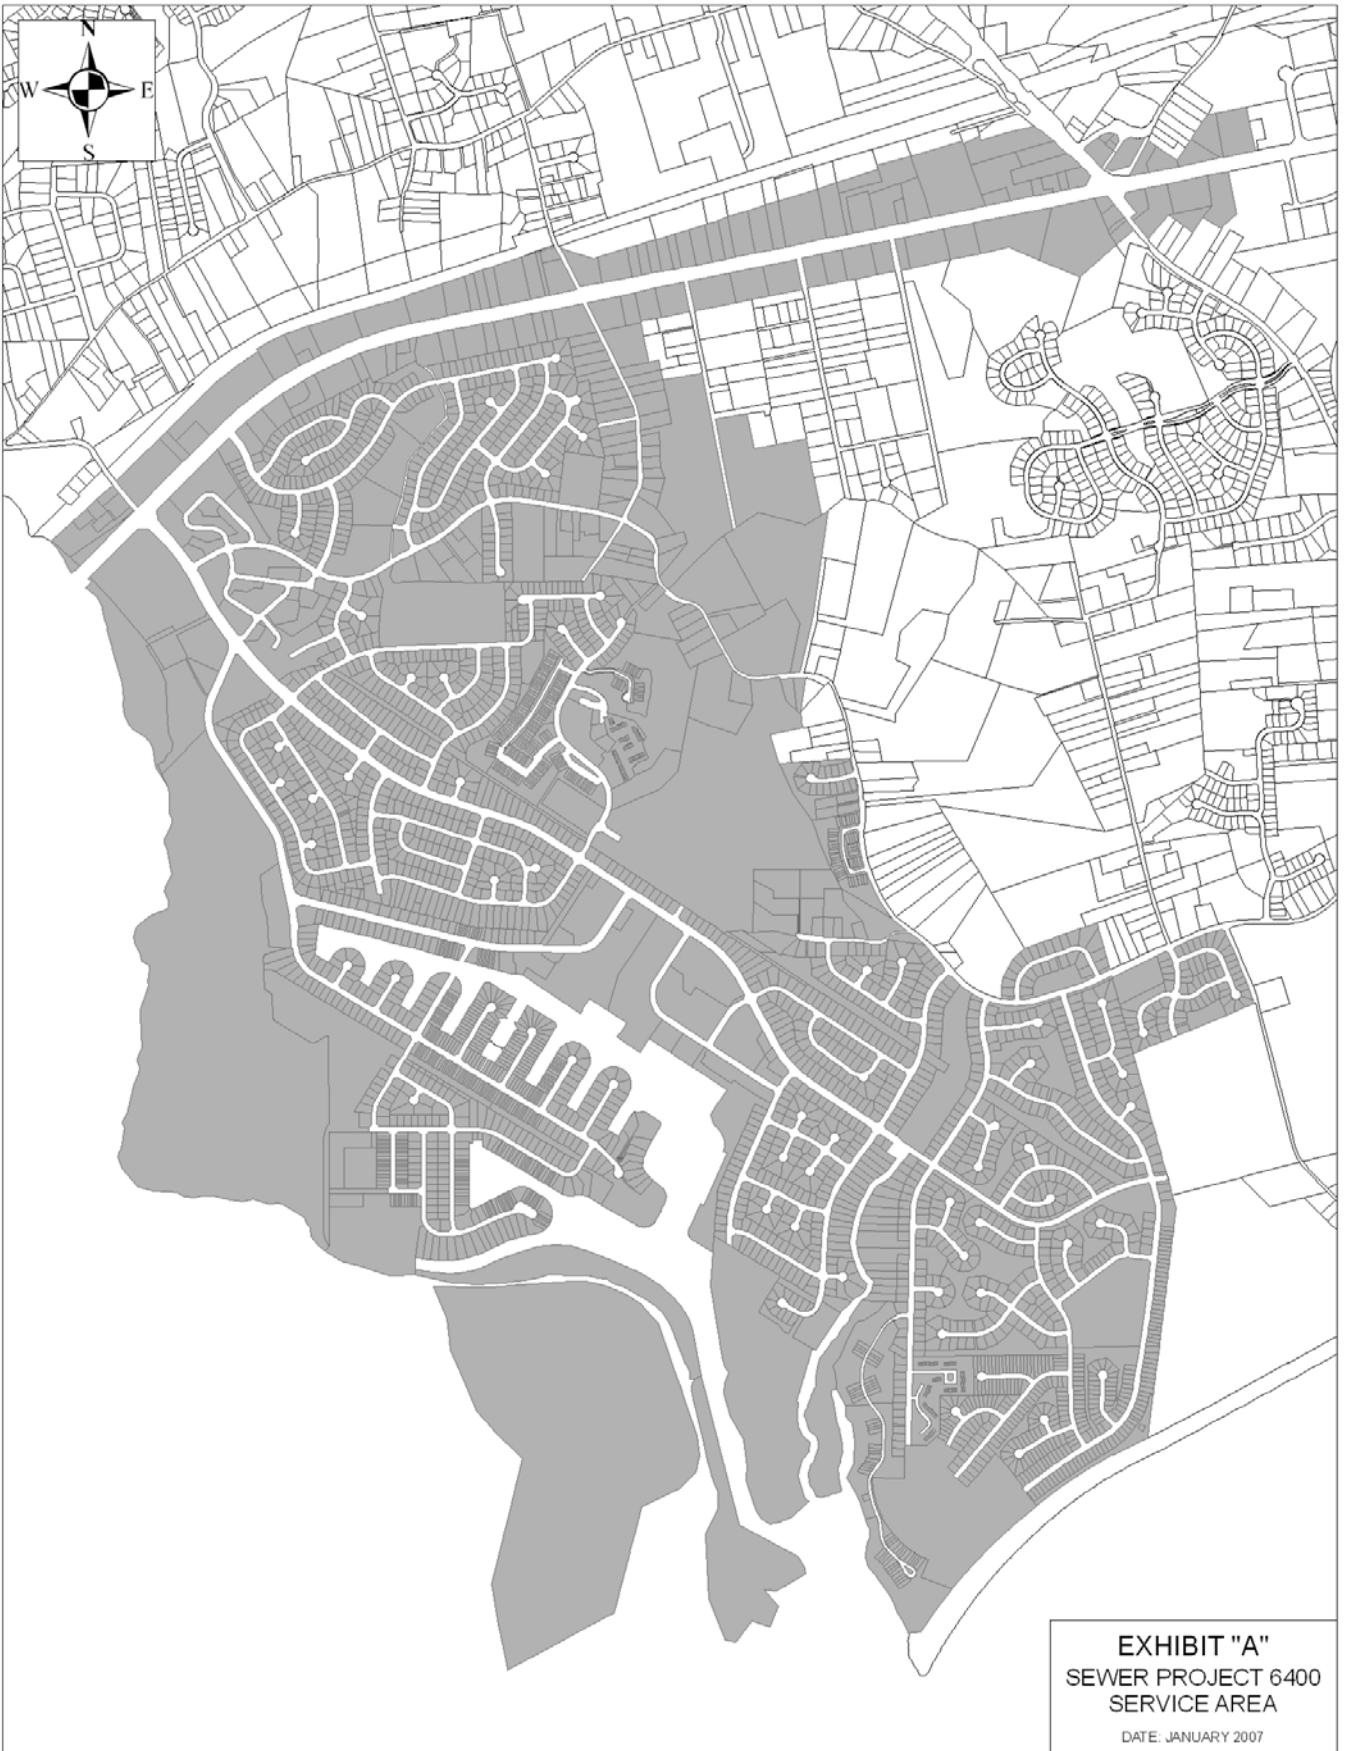 N
W E
S
EXHIBIT "A"
SEWER PROJECT 6400
SERVICE AREA
DATE: JANUARY 2007